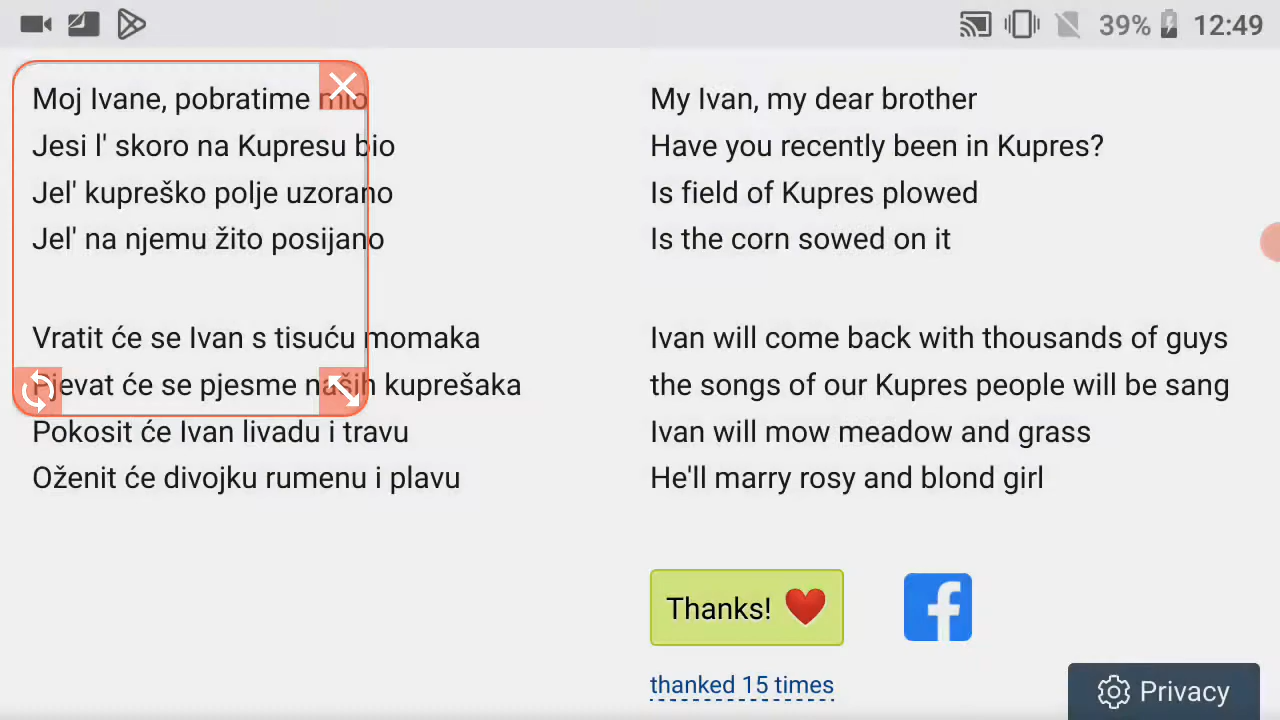 39% 12:49
Moj Ivane, pobratime mio
Jesi l' skoro na Kupresu bio
Jel' kupreško polje uzorano
Jel' na njemu žito posijano
Vratit će se Ivan s tisuću momaka
Pjevat će se pjesme naših kuprešaka
Pokosit će Ivan livadu i travu
Oženit će divojku rumenu i plavu
My Ivan, my dear brother
Have you recently been in Kupres?
Is field of Kupres plowed
Is the corn sowed on it
Ivan will come back with thousands of guys
the songs of our Kupres people will be sang
Ivan will mow meadow and grass
He'll marry rosy and blond girl
Thanks! ❤️
thanked 15 times
Privacy